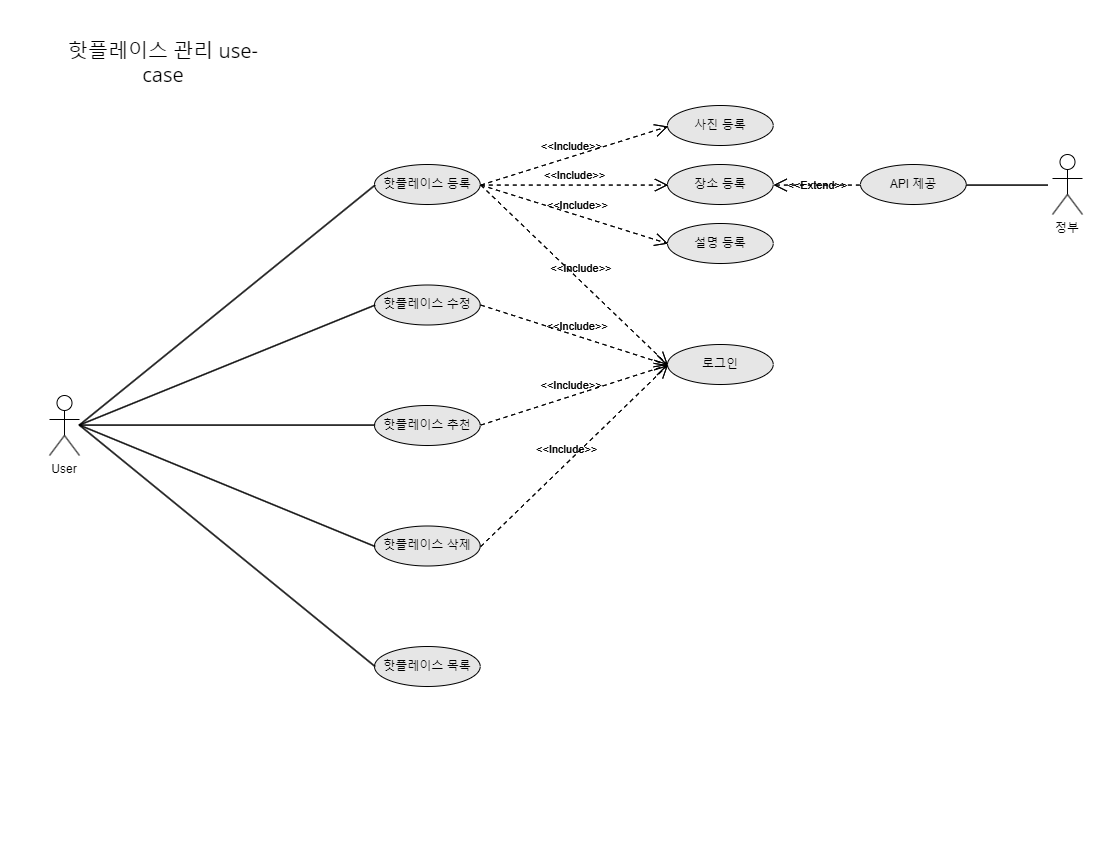 핫플레이스 관리 use-
case
사진 등록
<<Include>>
핫플레이스 등록
<<Include>>
장소 등록
<<Extend>>
API 제공
<<Include>>
정부
설명 등록
<<Include>>
핫플레이스 수정
<<Include>>
로그인
<<Include>>
핫플레이스 추천
<<Include>>
User
핫플레이스 삭제
핫플레이스 목록